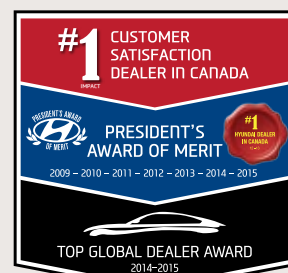 #1
IMPACT
CUSTOMER
SATISFACTION
DEALER IN CANADA
PRESIDENT'S AWARD
OF MERIT
PRESIDENT'S
AWARD OF MERIT
#1
HYUNDAI DEALER
IN CANADA
2009 – 2010 – 2011 – 2012 – 2013 – 2014 – 2015
TOP GLOBAL DEALER AWARD
2014-2015